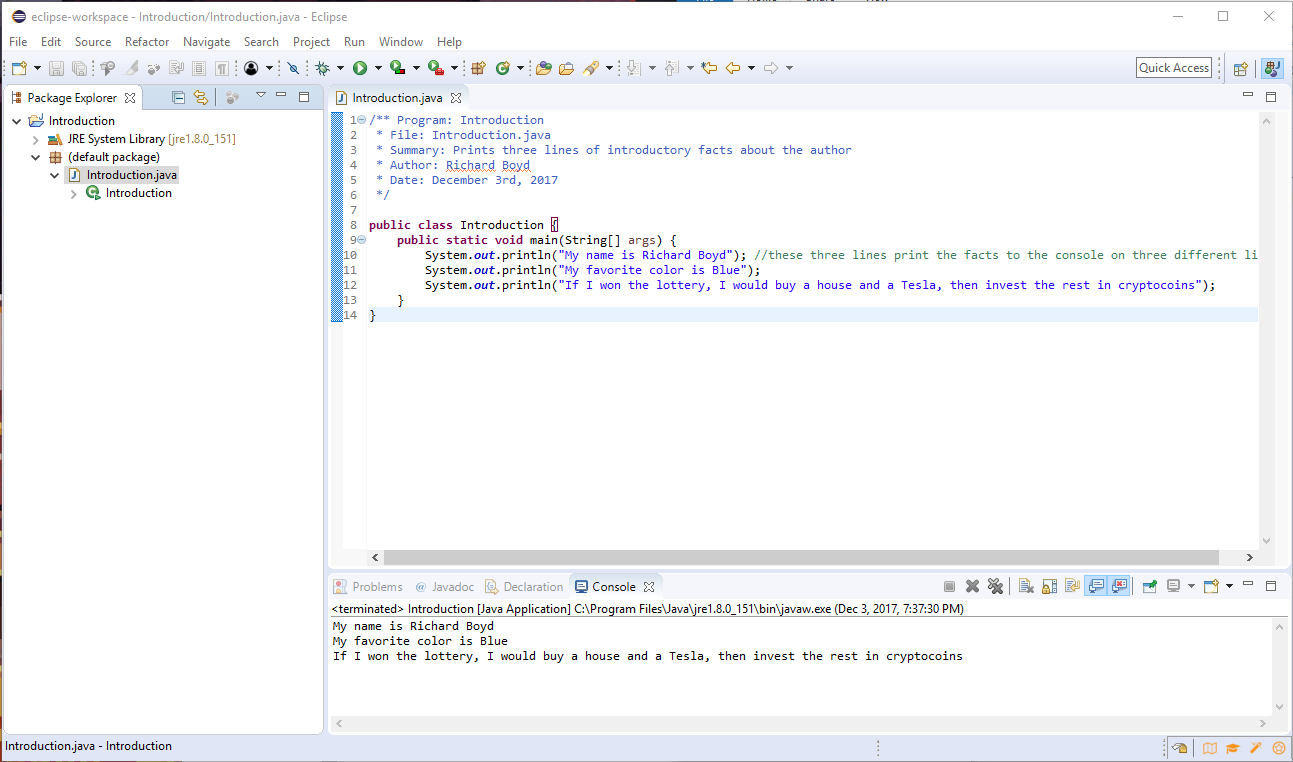 eclipse-workspace - Introduction/Introduction.java - Eclipse
File Edit Source Refactor Navigate Search Project Run Window Help
Quick Access
Package Explorer
Introduction
JRE System Library [jre1.8.0_151]
(default package)
Introduction.java
Introduction
Introduction.java
1 /** Program: Introduction
2 * File: Introduction.java
3 * Summary: Prints three lines of introductory facts about the author
4 * Author: Richard Boyd
5 * Date: December 3rd, 2017
6 */
7
8 public class Introduction {
9 public static void main(String[] args) {
10 System.out.println("My name is Richard Boyd"); //these three lines print the facts to the console on three different li
11 System.out.println("My favorite color is Blue");
12 System.out.println("If I won the lottery, I would buy a house and a Tesla, then invest the rest in cryptocoins");
13 }
14 }
Problems @ Javadoc Declaration Console
<terminated> Introduction [Java Application] C:\Program Files\Java\jre1.8.0_151\bin\javaw.exe (Dec 3, 2017, 7:37:30 PM)
My name is Richard Boyd
My favorite color is Blue
If I won the lottery, I would buy a house and a Tesla, then invest the rest in cryptocoins
Introduction.java - Introduction